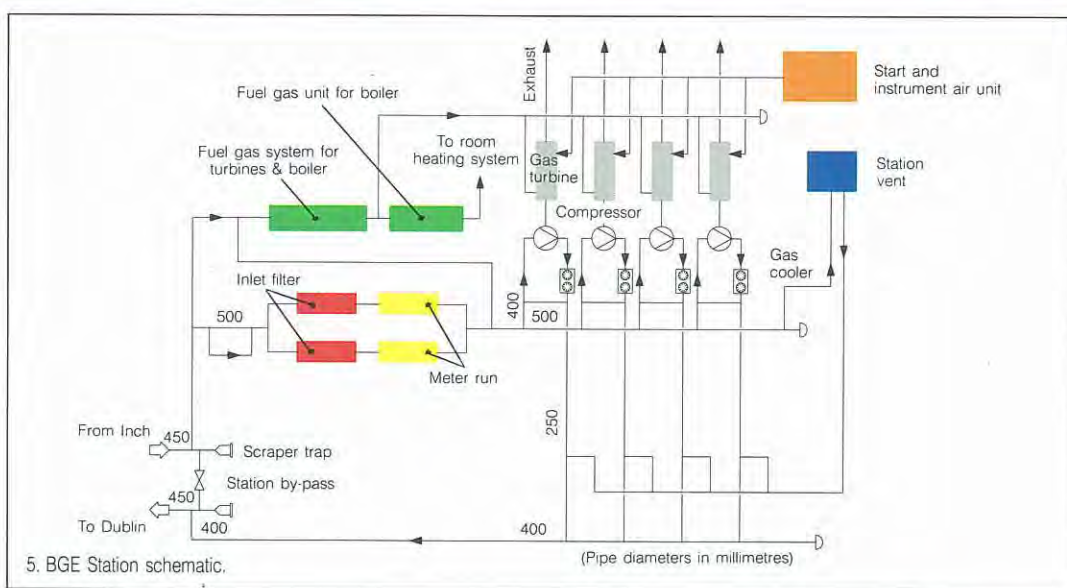 Exhaust
Start and
instrument air unit
Fuel gas unit for boiler
To room
heating system
Fuel gas system for
turbines & boiler
Gas
turbine
Station
vent
Compressor
Gas
cooler
Inlet filter
400
500
500
Meter run
250
From Inch
450
Scraper trap
Station by-pass
450
To Dublin
400
400
(Pipe diameters in millimetres)
5. BGE Station schematic.